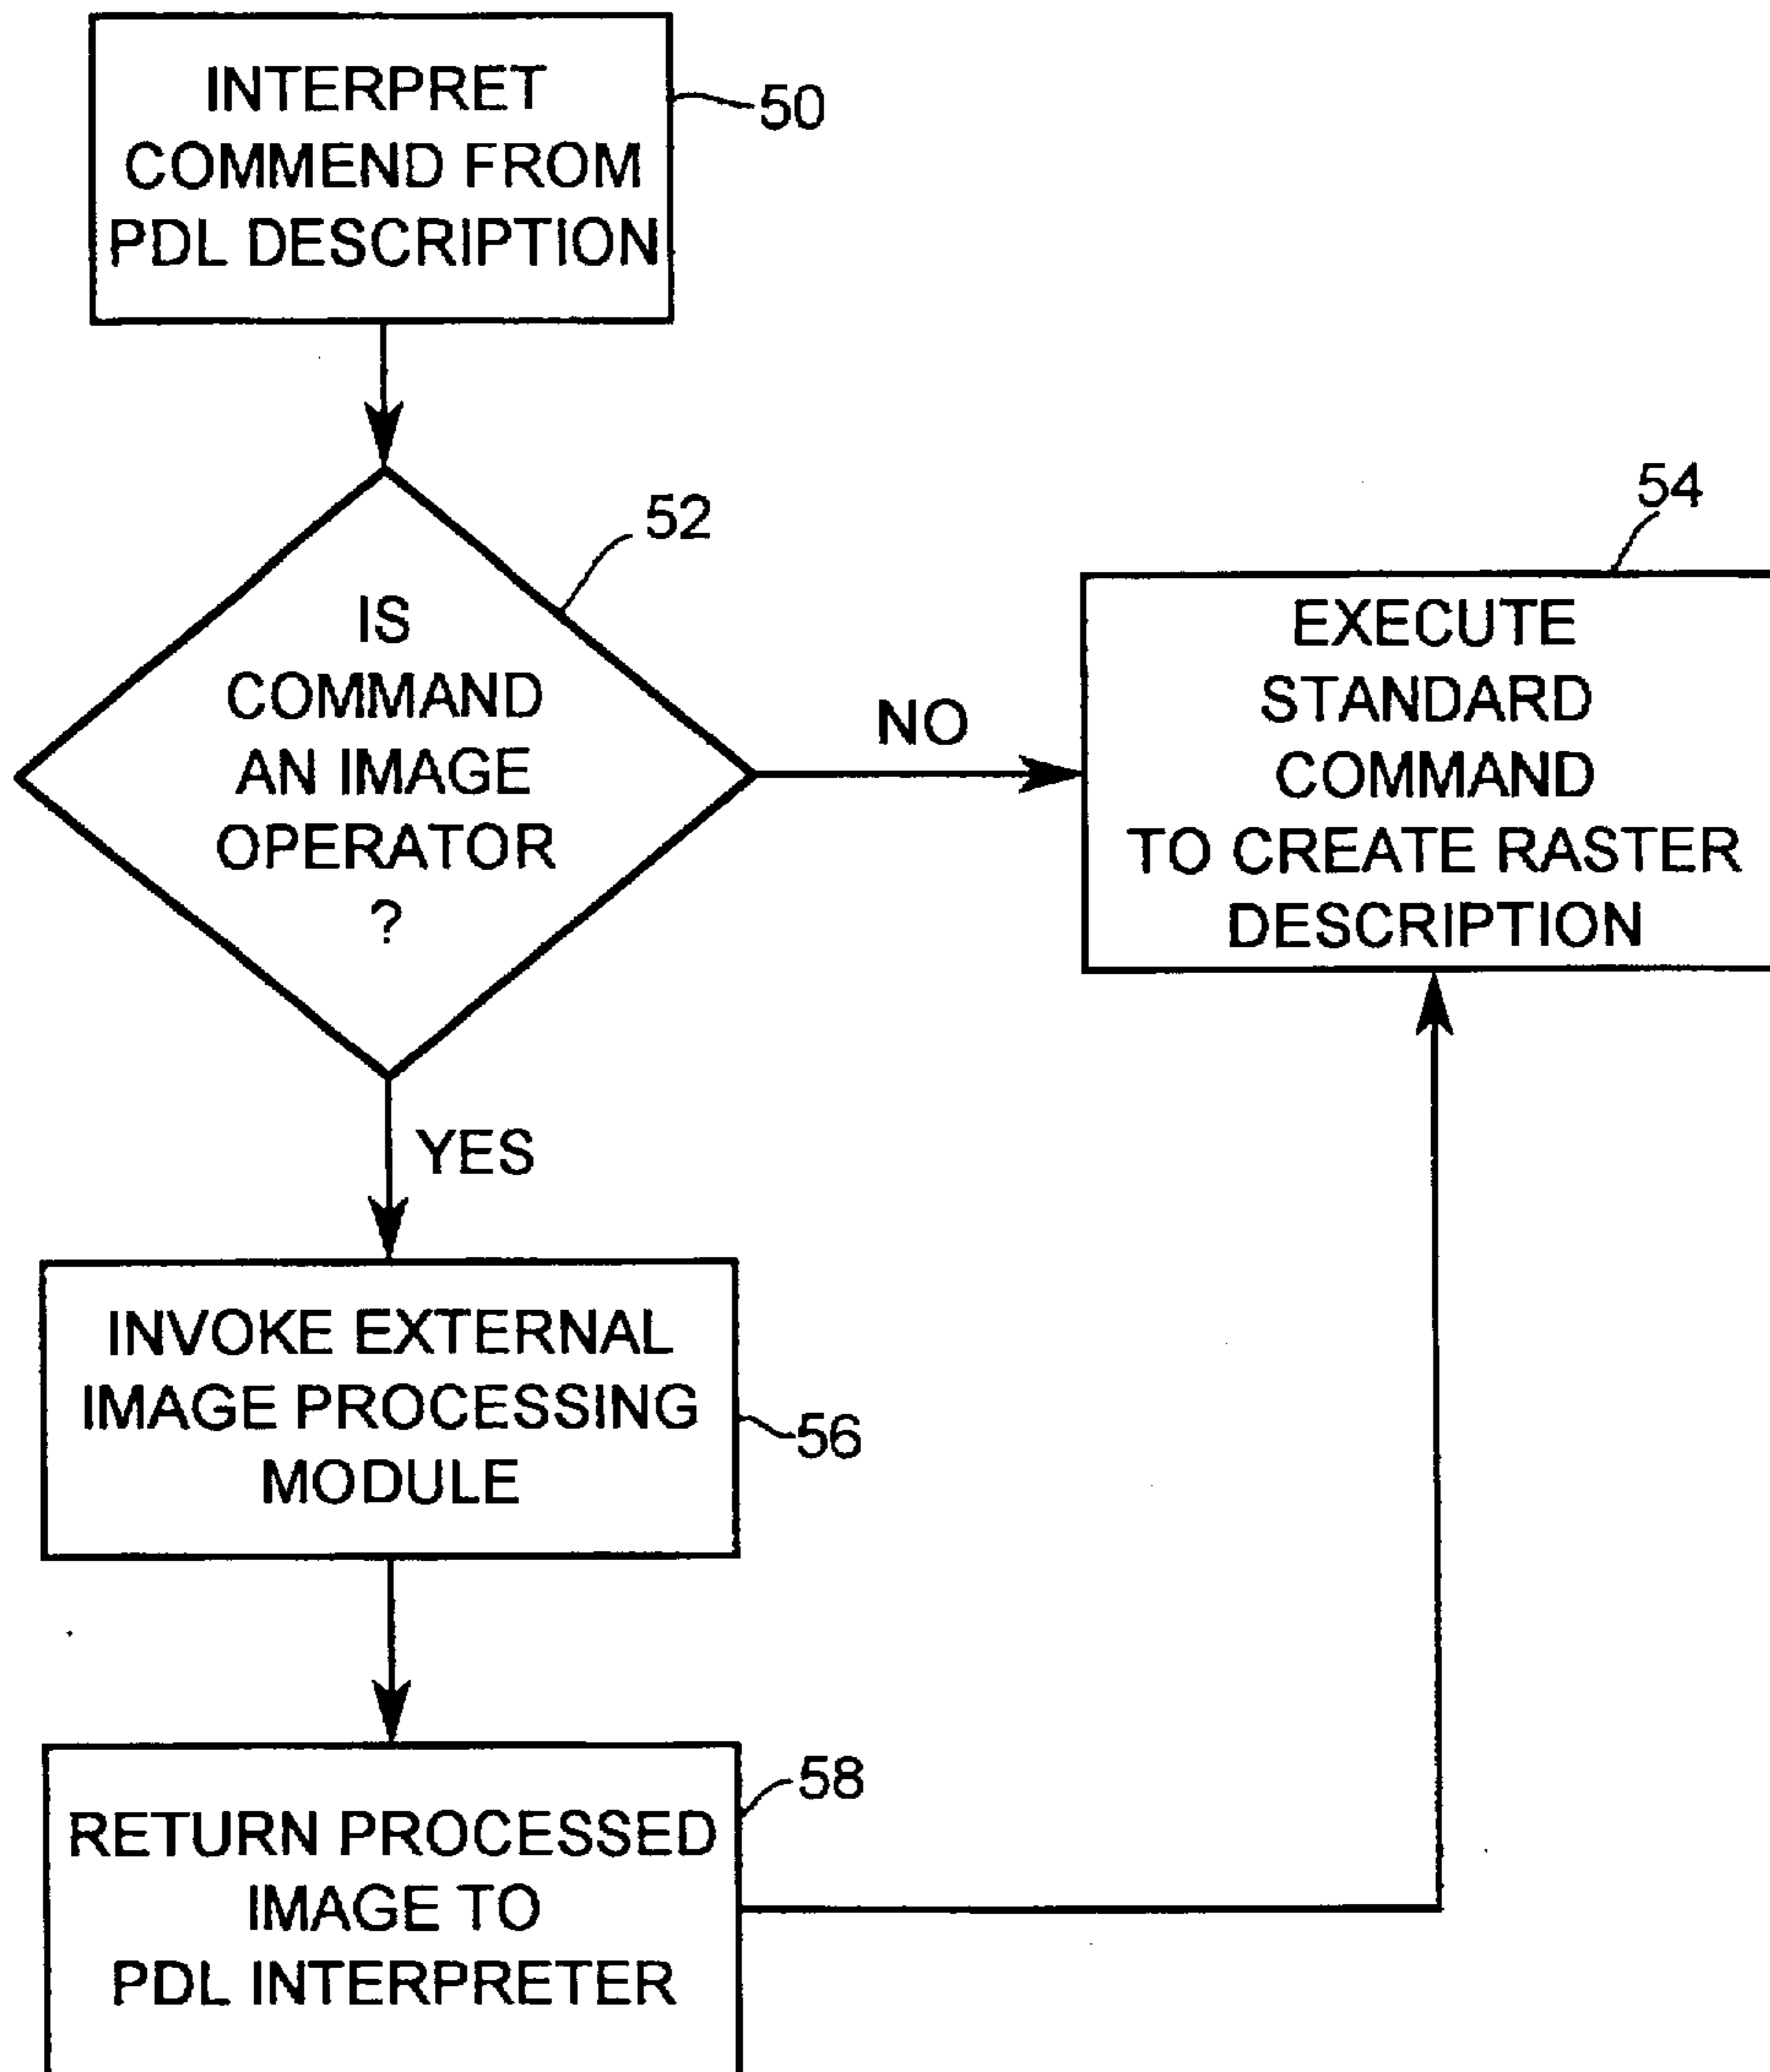 INTERPRET
COMMEND FROM
PDL DESCRIPTION
50
52
IS
COMMAND
AN IMAGE
OPERATOR
?
NO
54
EXECUTE
STANDARD
COMMAND
TO CREATE RASTER
DESCRIPTION
YES
INVOKE EXTERNAL
IMAGE PROCESSING
MODULE
56
58
RETURN PROCESSED
IMAGE TO
PDL INTERPRETER